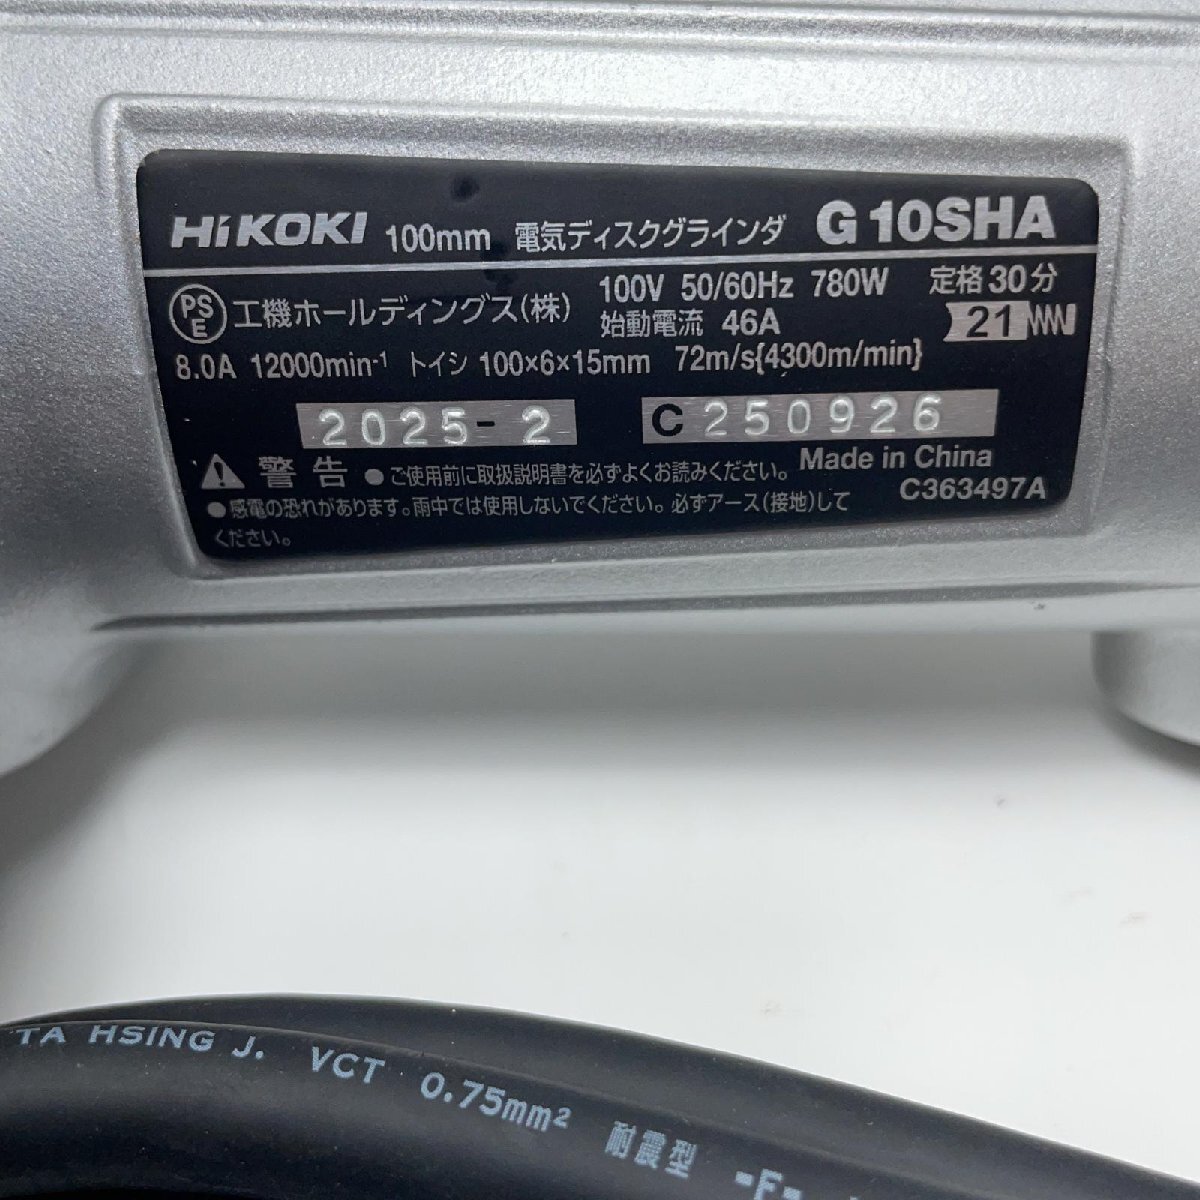 HiKOKI 100mm 電気ディスクグラインダ G10SHA
PSE 工機ホールディングス(株) 100V 50/60Hz 780W 定格30分
始動電流 46A 21
8.0A 12000min-1 トイシ 100×6×15mm 72m/s{4300m/min}
2025-2 C250926
警告 ●ご使用前に取扱説明書を必ずよくお読みください。 Made in China
●感電の恐れがあります。雨中では使用しないでください。必ずアース(接地)して C363497A
ください。
TA HSING J. VCT 0.75mm² 耐震型 -F-